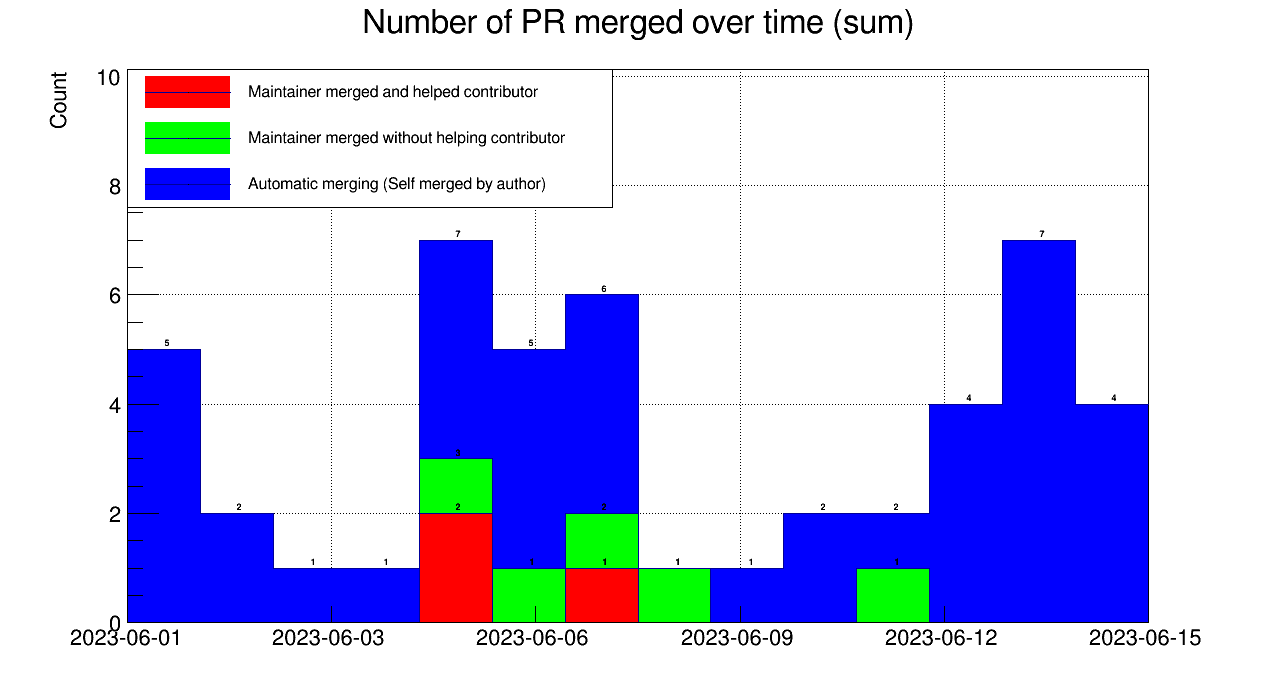 Number of PR merged over time (sum)
Count
10
Maintainer merged and helped contributor
Maintainer merged without helping contributor
8
Automatic merging (Self merged by author)
7 7
6 6
5 5
4 4 4
3
2 2 2 2 2 2
1 1 1 1 1 1 1
0
2023-06-01 2023-06-03 2023-06-06 2023-06-09 2023-06-12 2023-06-15